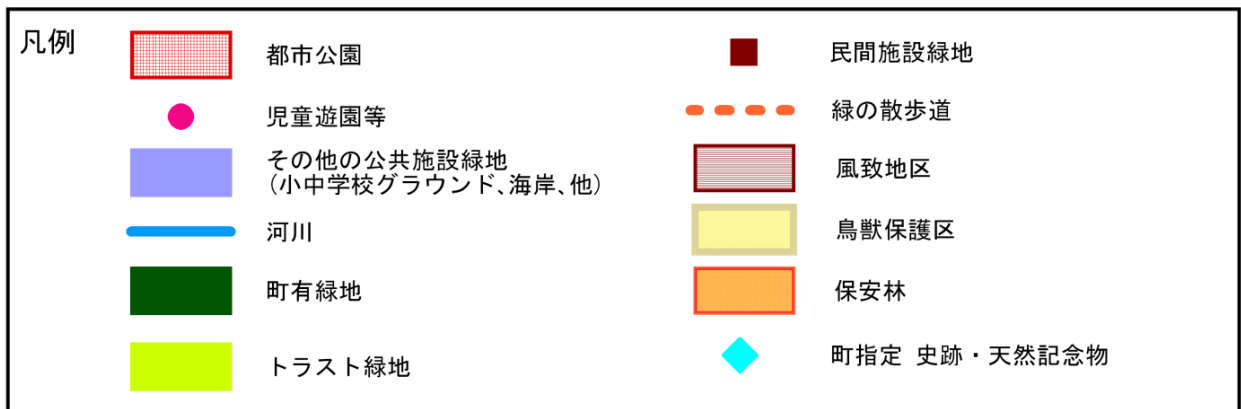 凡例
都市公園
児童遊園等
その他の公共施設緑地
(小中学校グラウンド、海岸、他)
河川
町有緑地
トラスト緑地
民間施設緑地
緑の散歩道
風致地区
鳥獣保護区
保安林
町指定 史跡・天然記念物